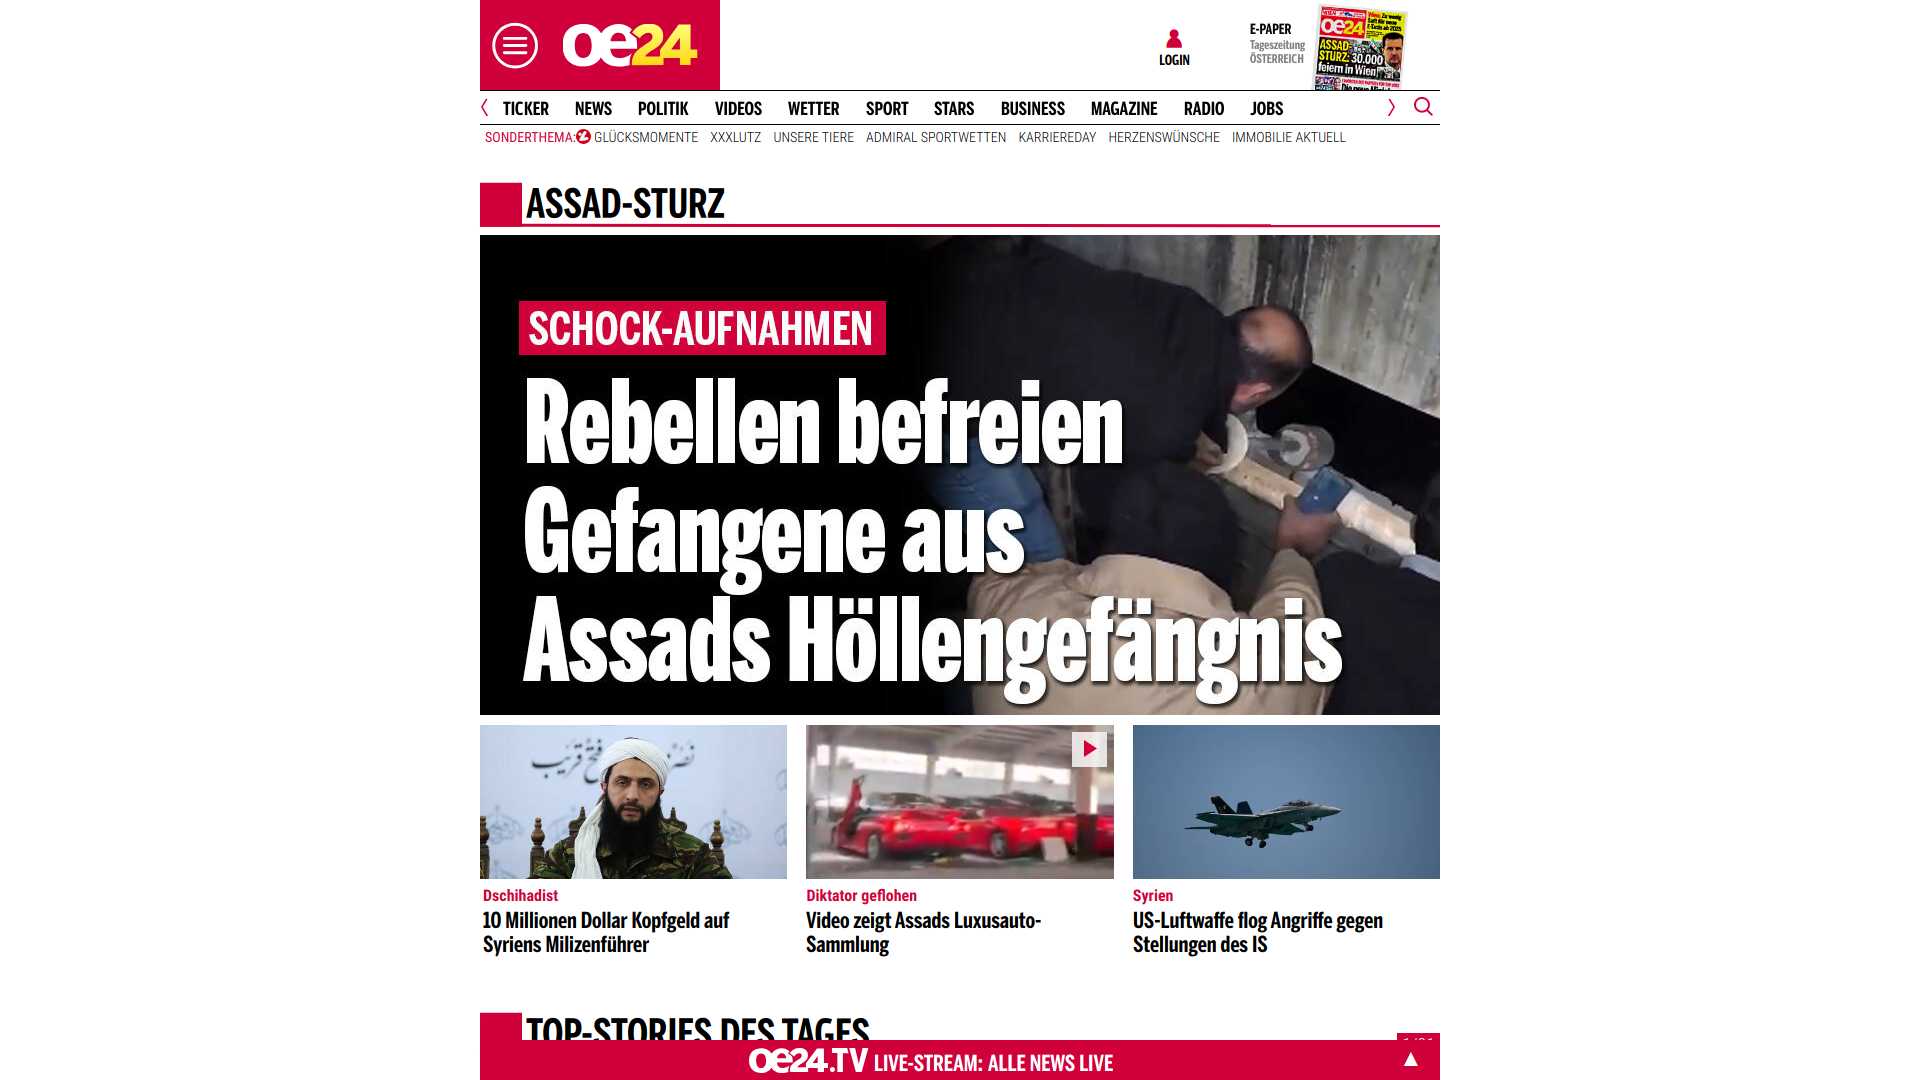 oe24
LOGIN
E-PAPER
Tageszeitung
ÖSTERREICH
oe24
ASSAD-
STURZ: 30.000
feiern in Wien
TICKER NEWS POLITIK VIDEOS WETTER SPORT STARS BUSINESS MAGAZINE RADIO JOBS
SONDERTHEMA: GLÜCKSMOMENTE XXXLUTZ UNSERE TIERE ADMIRAL SPORTWETTEN KARRIEREDAY HERZENSWÜNSCHE IMMOBILIE AKTUELL
ASSAD-STURZ
SCHOCK-AUFNAHMEN
Rebellen befreien
Gefangene aus
Assads Höllengefängnis
Dschihadist
10 Millionen Dollar Kopfgeld auf
Syriens Milizenführer
Diktator geflohen
Video zeigt Assads Luxusauto-
Sammlung
Syrien
US-Luftwaffe flog Angriffe gegen
Stellungen des IS
TOP-STORIES DES TAGES
oe24.TV LIVE-STREAM: ALLE NEWS LIVE